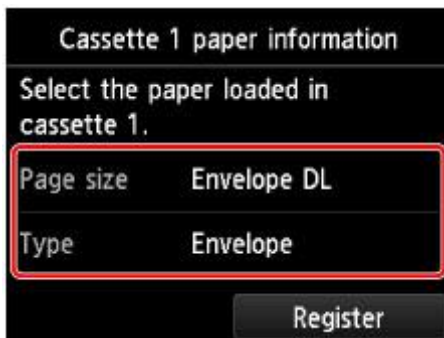 Cassette 1 paper information
Select the paper loaded in
cassette 1.
Page size Envelope DL
Type Envelope
Register